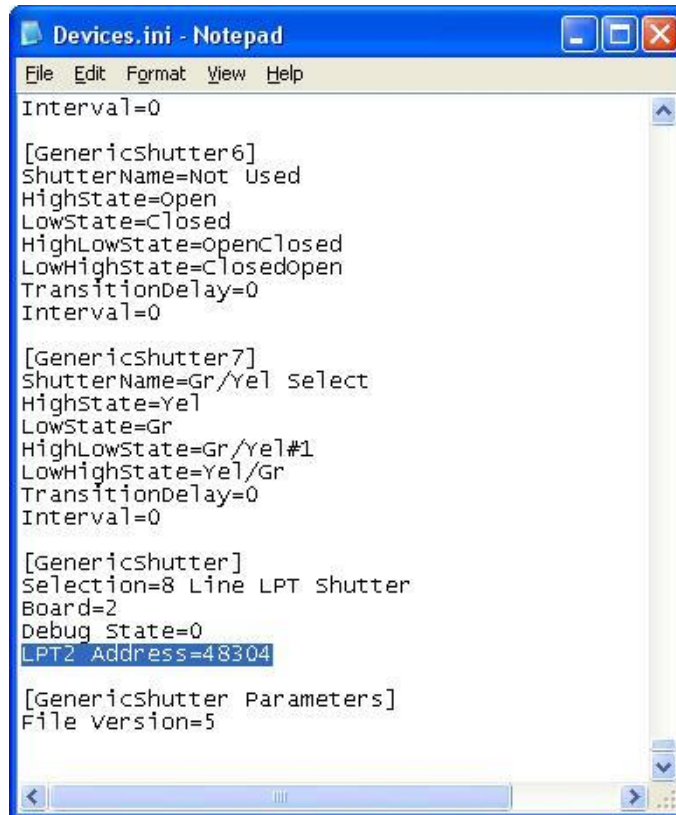 Devices.ini - Notepad
File Edit Format View Help
Interval=0
[GenericShutter6]
ShutterName=Not Used
HighState=Open
LowState=Closed
HighLowState=OpenClosed
LowHighState=ClosedOpen
TransitionDelay=0
Interval=0
[GenericShutter7]
ShutterName=Gr/Yel Select
HighState=Yel
LowState=Gr
HighLowState=Gr/Yel#1
LowHighState=Yel/Gr
TransitionDelay=0
Interval=0
[GenericShutter]
Selection=8 Line LPT Shutter
Board=2
Debug State=0
LPT2 Address=48304
[GenericShutter Parameters]
File Version=5